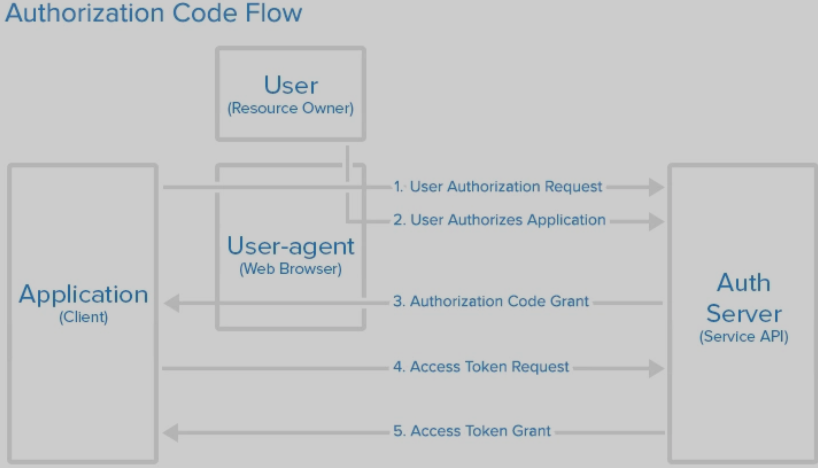 Authorization Code Flow
User
(Resource Owner)
1. User Authorization Request
2. User Authorizes Application
User-agent
(Web Browser)
Application
(Client)
3. Authorization Code Grant
Auth
Server
(Service API)
4. Access Token Request
5. Access Token Grant